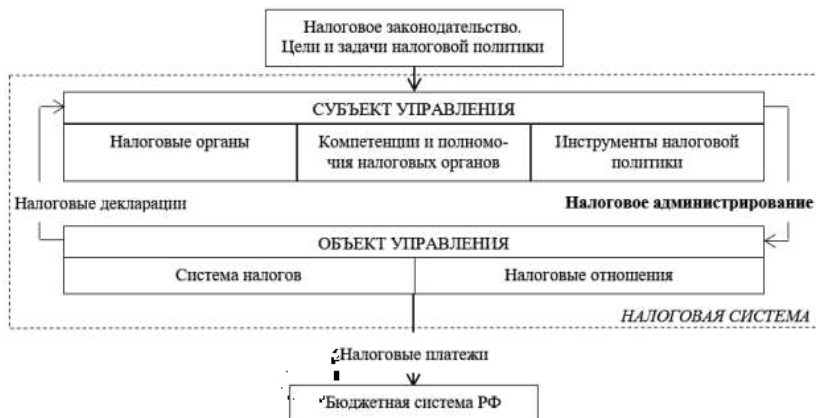 Налоговое законодательство.
Цели и задачи налоговой политики
СУБЪЕКТ УПРАВЛЕНИЯ
Налоговые органы
Компетенции и полномо-
чия налоговых органов
Инструменты налоговой
политики
Налоговые декларации
Налоговое администрирование
ОБЪЕКТ УПРАВЛЕНИЯ
Система налогов
Налоговые отношения
НАЛОГОВАЯ СИСТЕМА
Налоговые платежи
Бюджетная система РФ